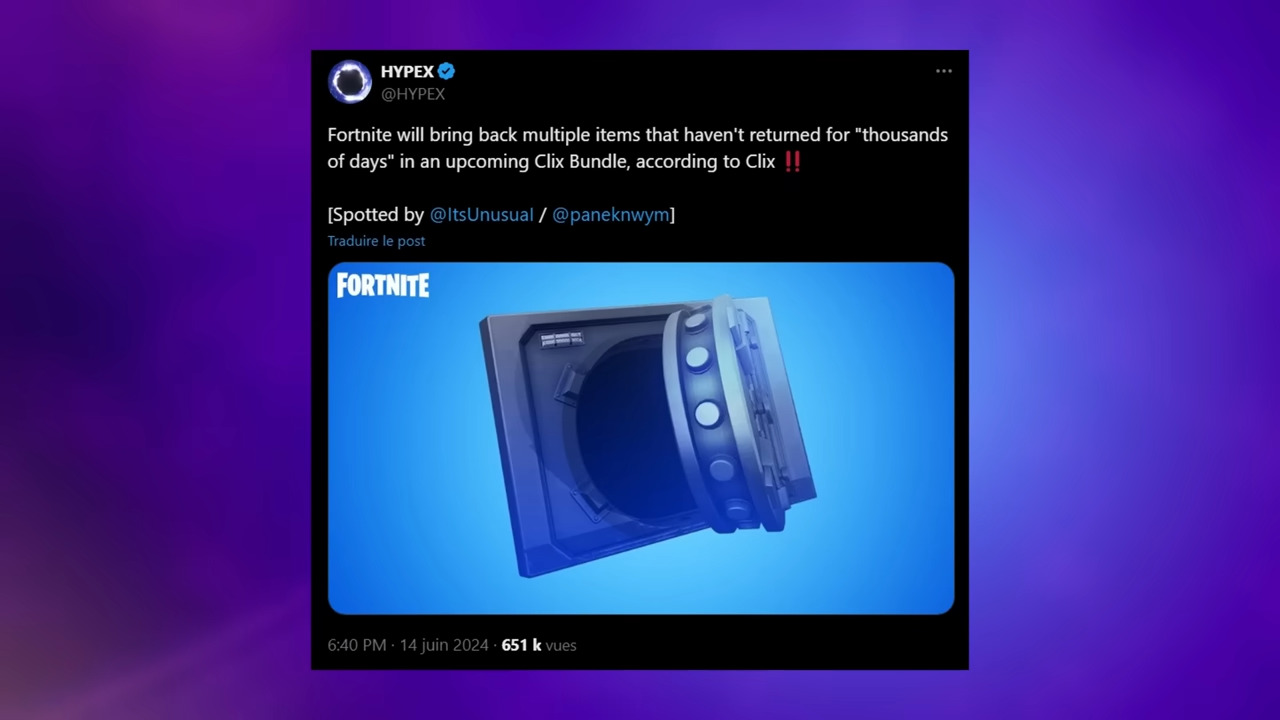 HYPEX
@HYPEX
Fortnite will bring back multiple items that haven't returned for "thousands
of days" in an upcoming Clix Bundle, according to Clix ‼️
[Spotted by @ItsUnusual / @paneknwym]
Traduire le post
FORTNITE
6:40 PM · 14 juin 2024 · 651 k vues